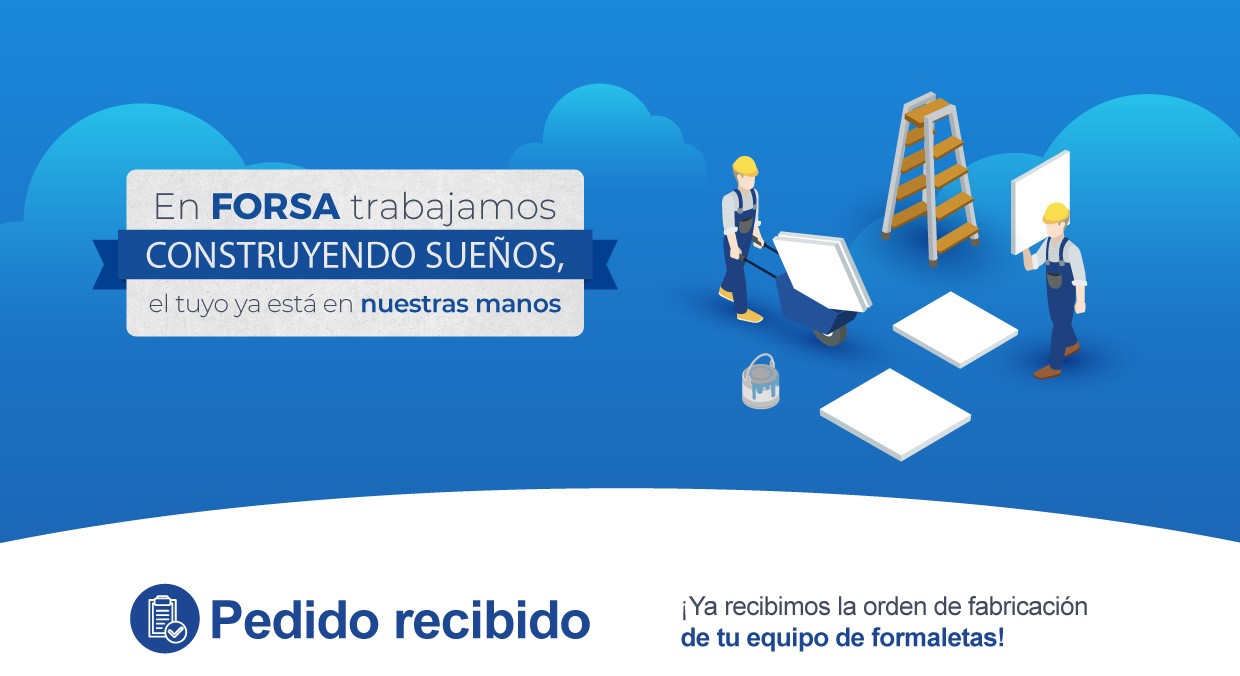 En FORSA trabajamos
CONSTRUYENDO SUEÑOS,
el tuyo ya está en nuestras manos
Pedido recibido
¡Ya recibimos la orden de fabricación
de tu equipo de formaletas!